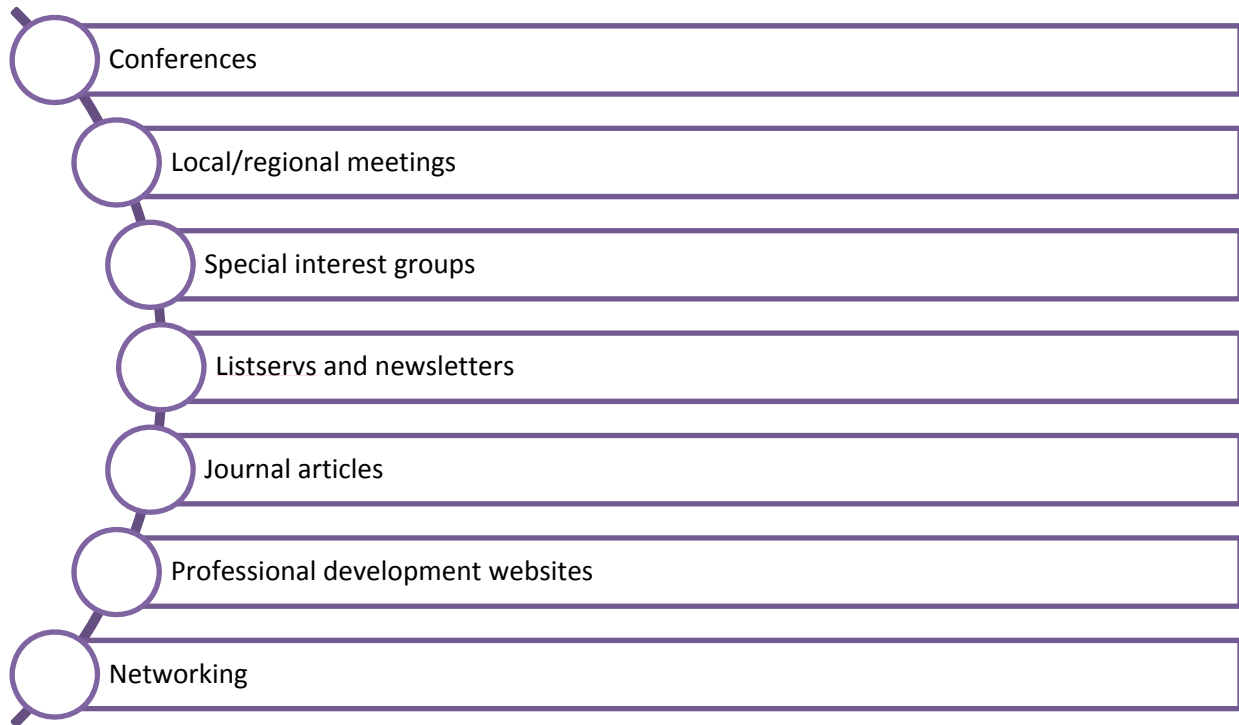 Conferences
Local/regional meetings
Special interest groups
Listservs and newsletters
Journal articles
Professional development websites
Networking